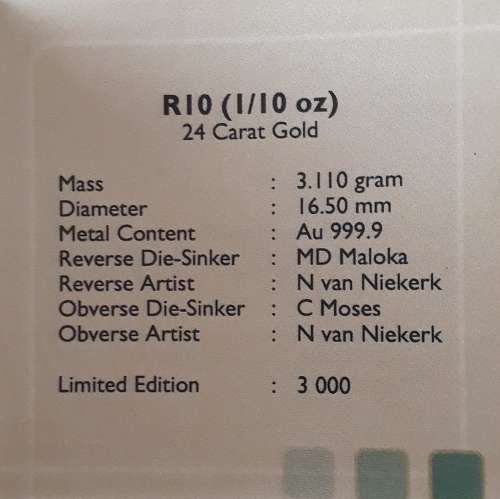 R10 (1/10 oz)
24 Carat Gold
Mass : 3.110 gram
Diameter : 16.50 mm
Metal Content : Au 999.9
Reverse Die-Sinker : MD Maloka
Reverse Artist : N van Niekerk
Obverse Die-Sinker : C Moses
Obverse Artist : N van Niekerk
Limited Edition : 3 000